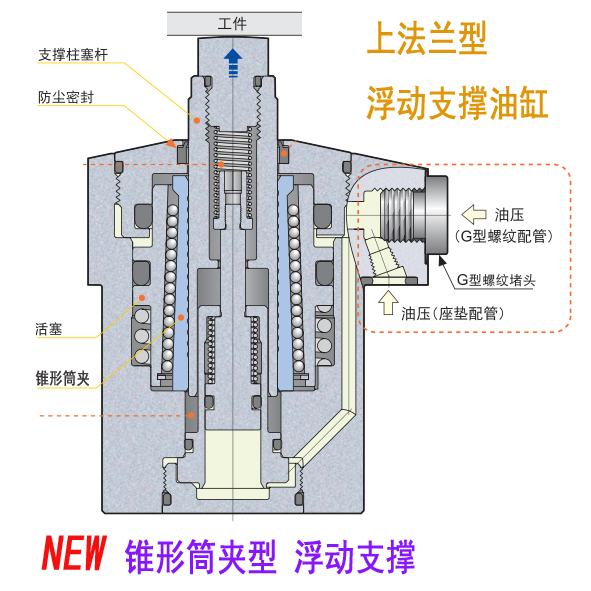 工件
上法兰型
浮动支撑油缸
支撑柱塞杆
防尘密封
油压
(G型螺纹配管)
G型螺纹堵头
油压(座垫配管)
活塞
锥形筒夹
NEW 锥形筒夹型 浮动支撑